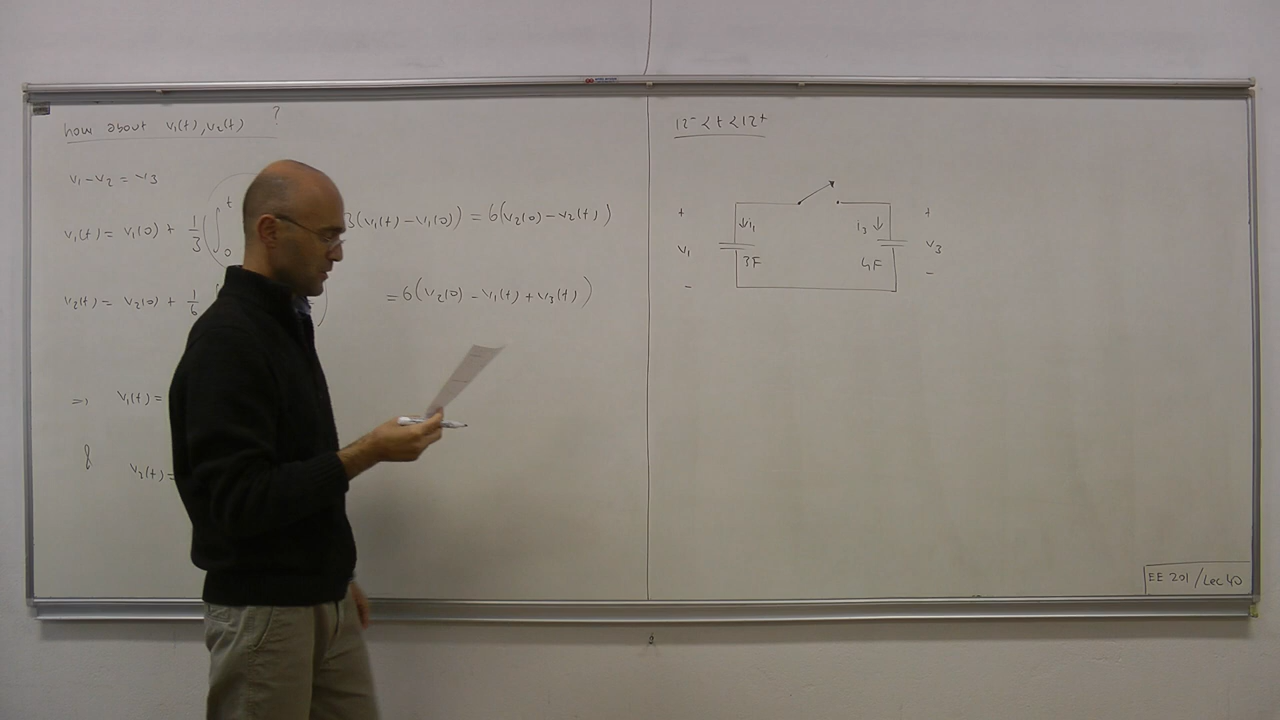 how about v₁(t), v₂(t) ?
v₁ - v₂ = v₃
v₁(t) = v₁(0) + 1/3 ( ∫₀ᵗ
3(v₁(t) - v₁(0)) = 6(v₂(0) - v₂(t))
v₂(t) = v₂(0) + 1/6
= 6(v₂(0) - v₁(t) + v₃(t))
=> v₁(t) =
& v₂(t) =
12⁻ < t < 12⁺
+ +
i₁ i₃
v₁ v₃
3F 4F
- -
EE 201 / Lec 40